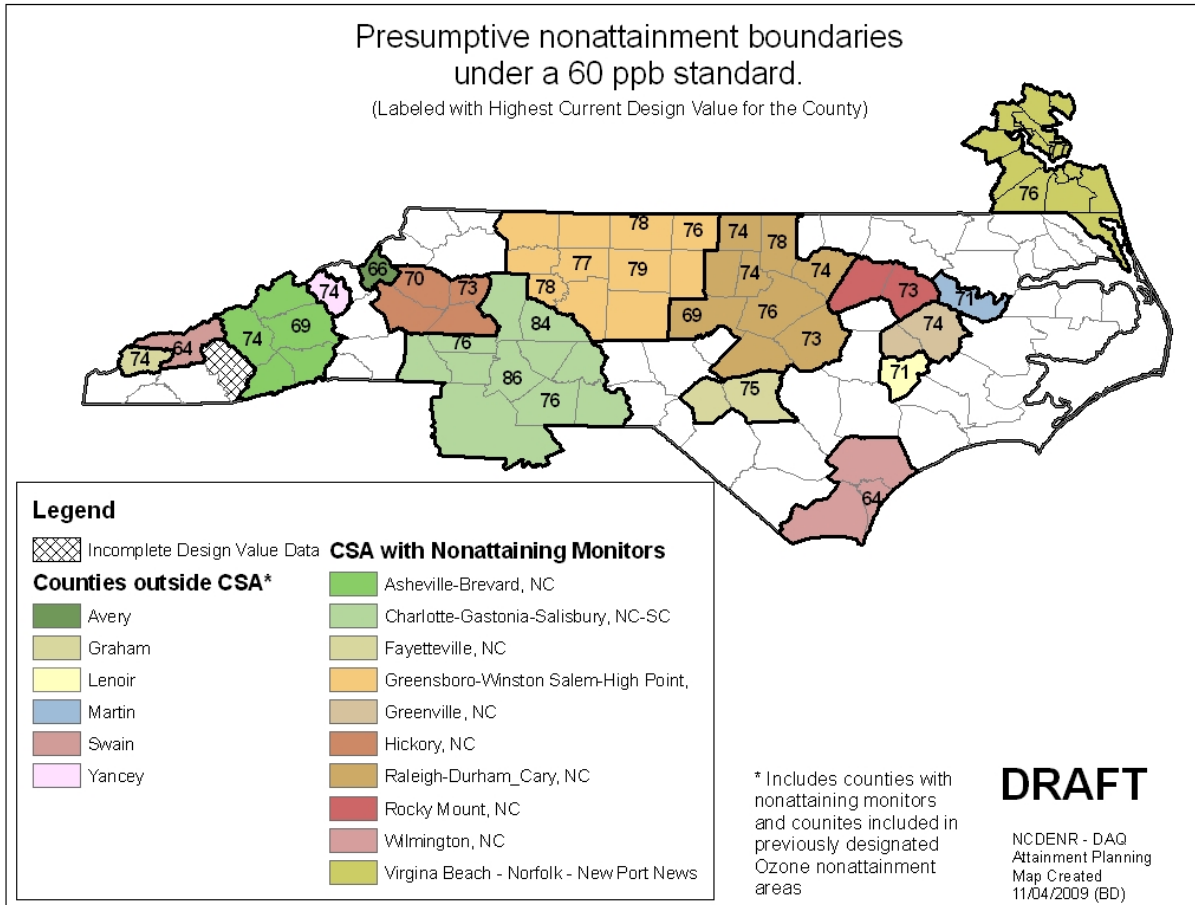 Presumptive nonattainment boundaries
under a 60 ppb standard.
(Labeled with Highest Current Design Value for the County)
76
78
76
74
78
77
79
74
74
66
70
73
78
73
71
74
69
84
69
76
74
74
64
76
73
74
86
75
71
76
64
Legend
Incomplete Design Value Data
Counties outside CSA*
Avery
Graham
Lenoir
Martin
Swain
Yancey
CSA with Nonattaining Monitors
Asheville-Brevard, NC
Charlotte-Gastonia-Salisbury, NC-SC
Fayetteville, NC
Greensboro-Winston Salem-High Point,
Greenville, NC
Hickory, NC
Raleigh-Durham_Cary, NC
Rocky Mount, NC
Wilmington, NC
Virgina Beach - Norfolk - New Port News
* Includes counties with
nonattaining monitors
and counites included in
previously designated
Ozone nonattainment
areas
DRAFT
NCDENR - DAQ
Attainment Planning
Map Created
11/04/2009 (BD)